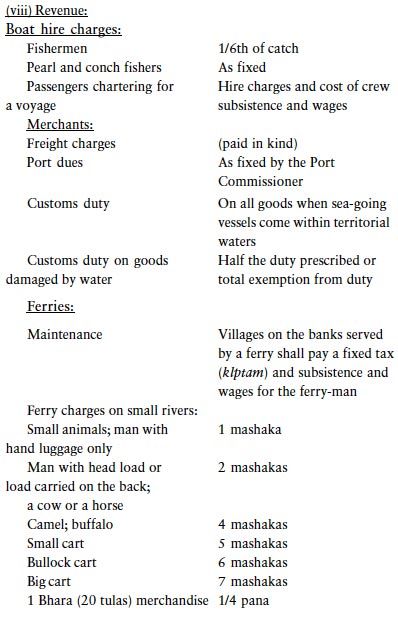 (viii) Revenue:
Boat hire charges:
Fishermen 1/6th of catch
Pearl and conch fishers As fixed
Passengers chartering for Hire charges and cost of crew
a voyage subsistence and wages
Merchants:
Freight charges (paid in kind)
Port dues As fixed by the Port
Commissioner
Customs duty On all goods when sea-going
vessels come within territorial
waters
Customs duty on goods Half the duty prescribed or
damaged by water total exemption from duty
Ferries:
Maintenance Villages on the banks served
by a ferry shall pay a fixed tax
(klptam) and subsistence and
wages for the ferry-man
Ferry charges on small rivers:
Small animals; man with 1 mashaka
hand luggage only
Man with head load or 2 mashakas
load carried on the back;
a cow or a horse
Camel; buffalo 4 mashakas
Small cart 5 mashakas
Bullock cart 6 mashakas
Big cart 7 mashakas
1 Bhara (20 tulas) merchandise 1/4 pana